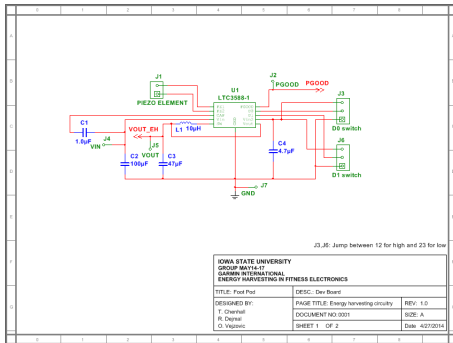 J1
PIEZO ELEMENT
U1
LTC3588-1
J2
PGOOD
PGOOD
J3
D0 switch
C1
1.0µF
J4
VIN
VOUT_EH
J5
VOUT
L1 10µH
C2
100µF
C3
47µF
C4
4.7µF
J6
D1 switch
J7
GND
J3,J6: Jump between 12 for high and 23 for low
IOWA STATE UNIVERSITY
GROUP MAY14-17
GARMIN INTERNATIONAL
ENERGY HARVESTING IN FITNESS ELECTRONICS
TITLE: Foot Pod
DESC.: Dev Board
DESIGNED BY:
T. Chenhall
R. Dejmal
O. Vejzovic
PAGE TITLE: Energy harvesting circuitry
REV: 1.0
DOCUMENT NO: 0001
SIZE: A
SHEET 1 OF 2
Date 4/27/2014